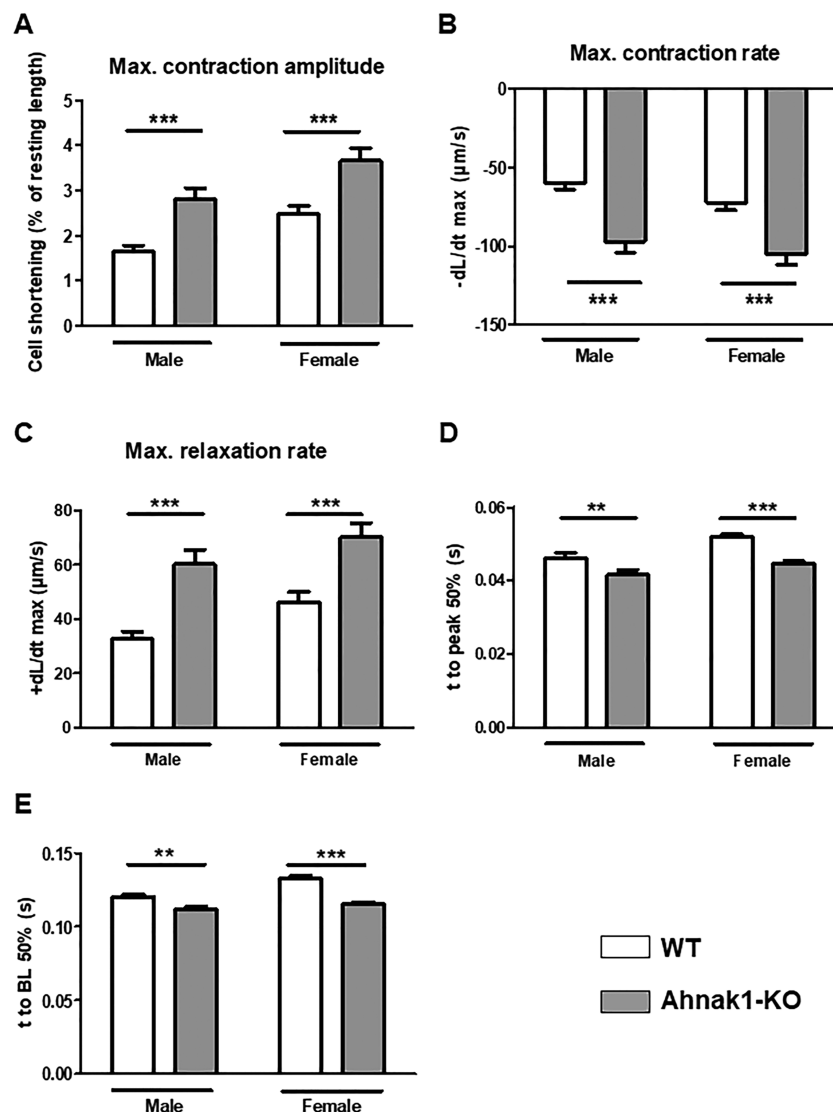 A
Max. contraction amplitude
Cell shortening (% of resting length)
5
4
3
2
1
0
***
***
Male
Female
B
Max. contraction rate
-dL/dt max (µm/s)
0
-50
-100
-150
***
***
Male
Female
C
Max. relaxation rate
+dL/dt max (µm/s)
80
60
40
20
0
***
***
Male
Female
D
t to peak 50% (s)
0.06
0.04
0.02
0.00
**
***
Male
Female
E
t to BL 50% (s)
0.15
0.10
0.05
0.00
**
***
Male
Female
WT
Ahnak1-KO